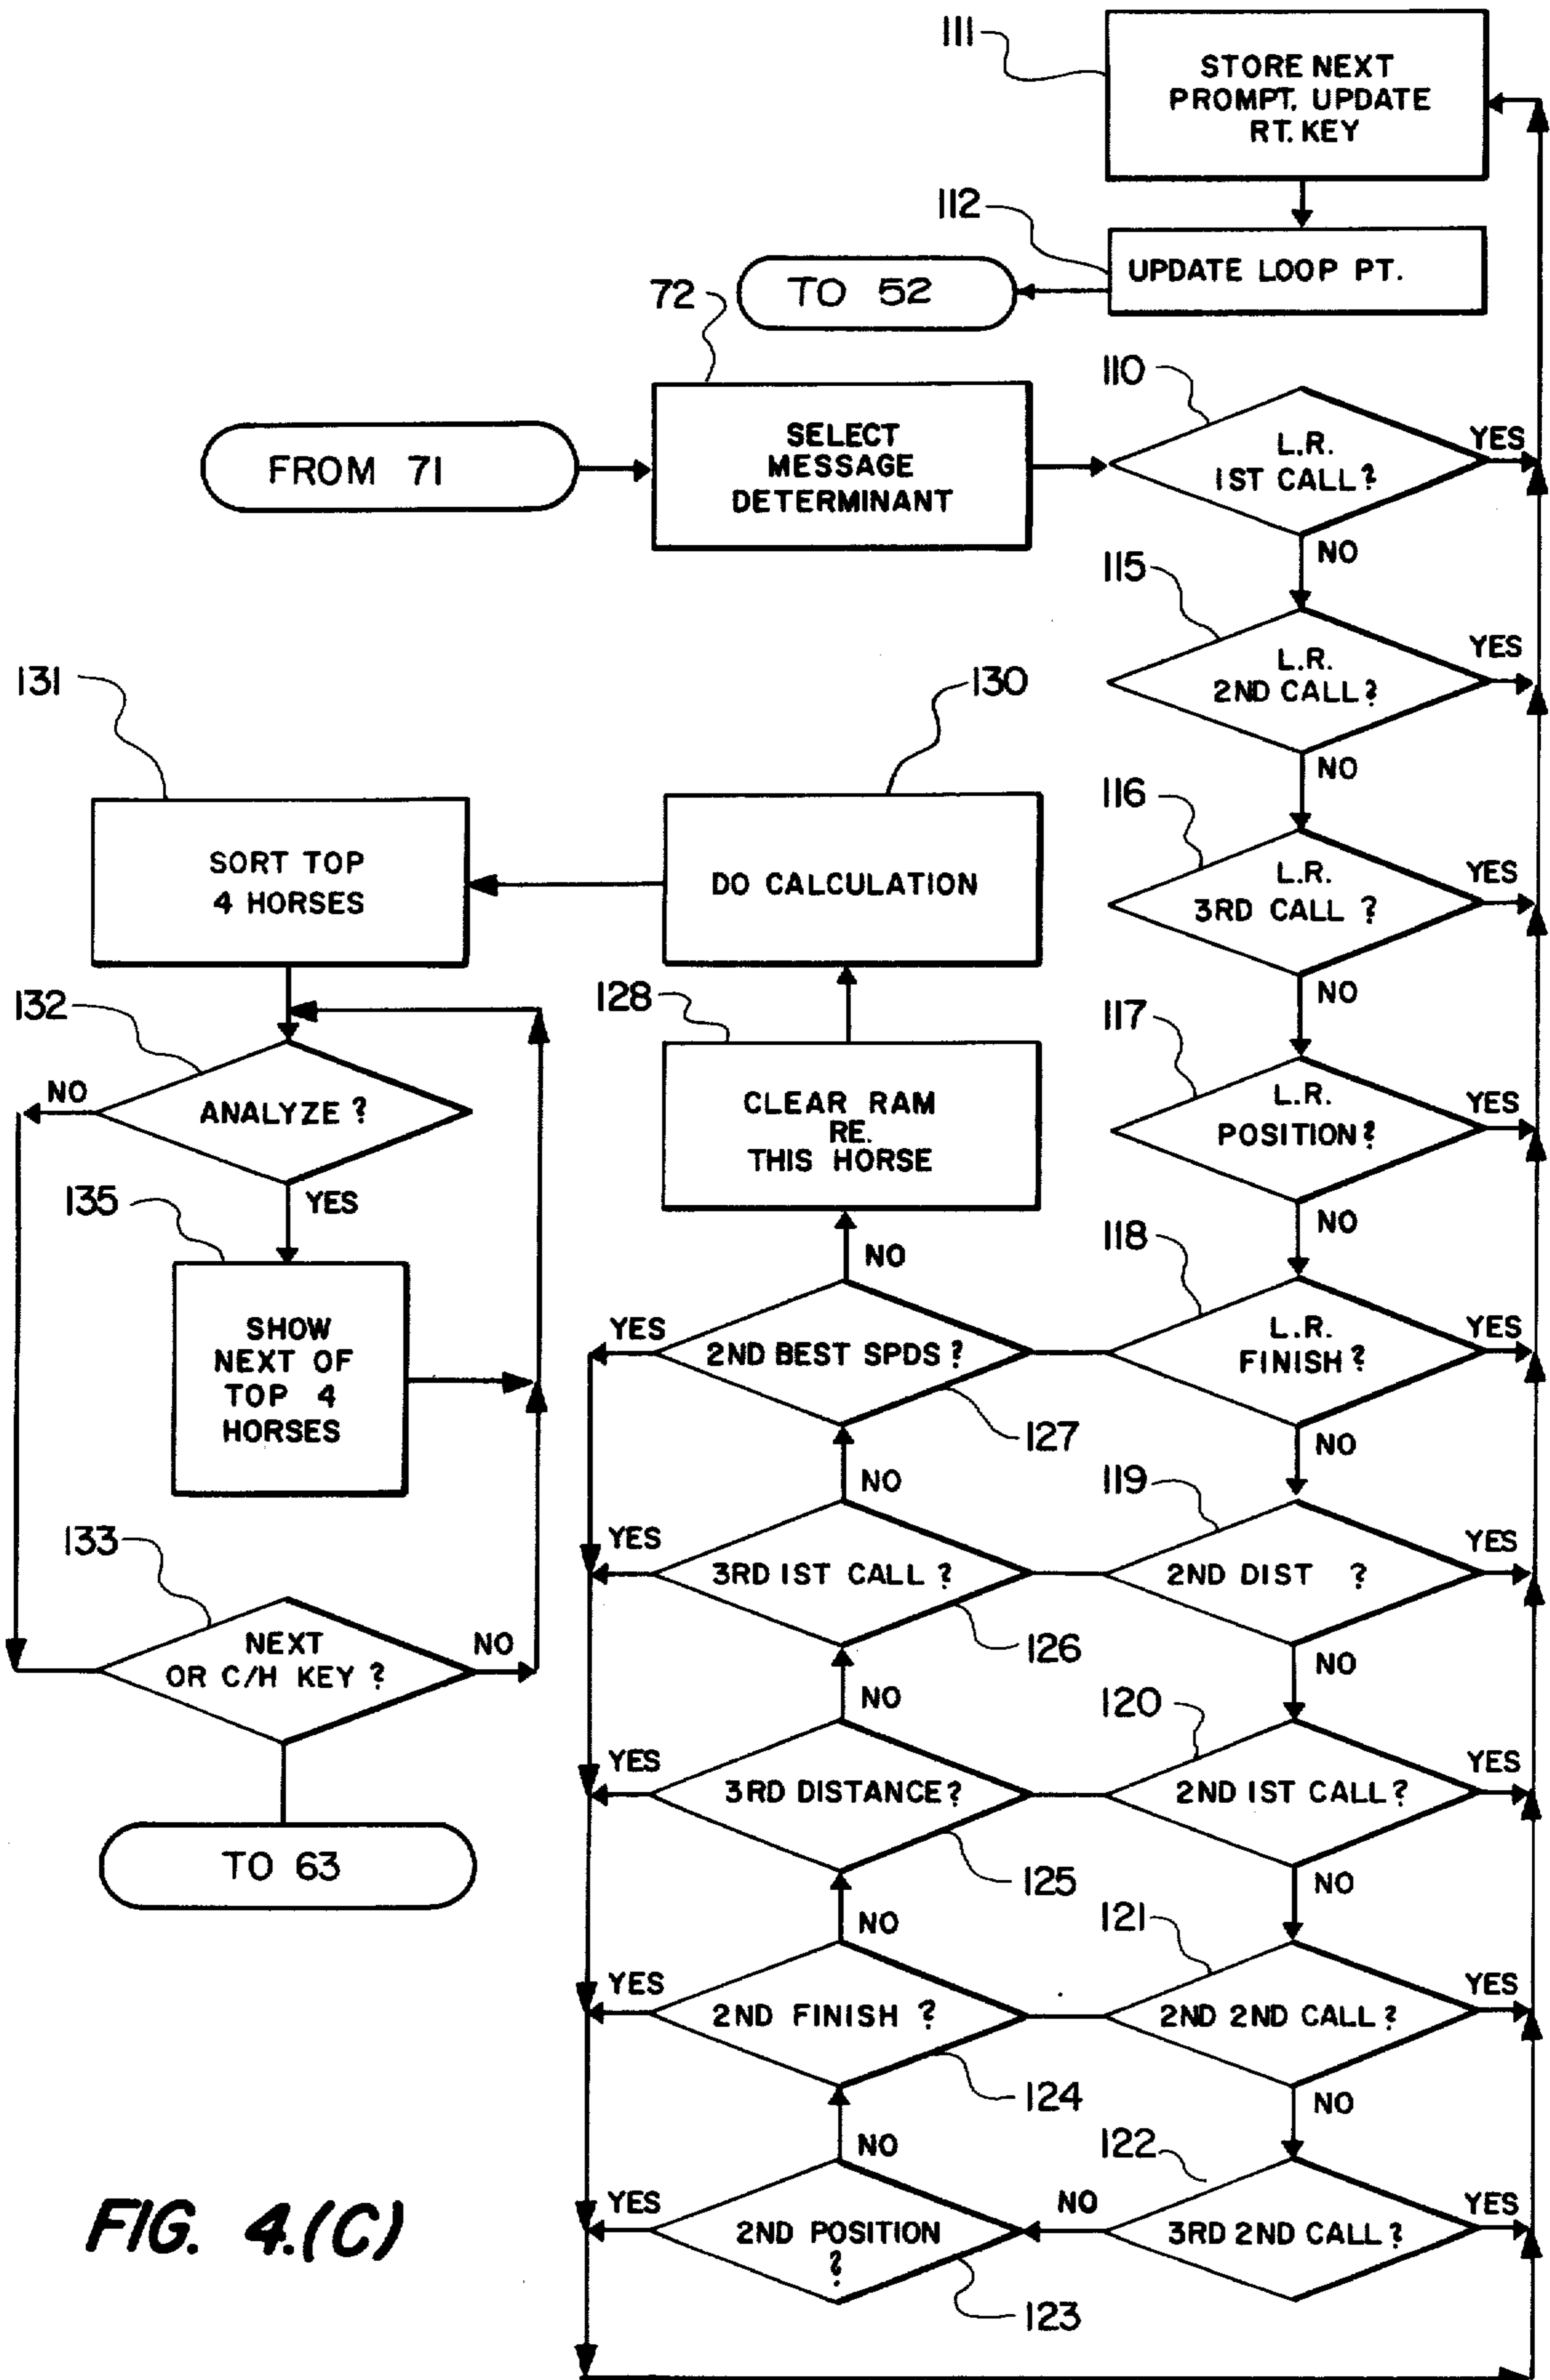 111
STORE NEXT
PROMPT. UPDATE
RT. KEY
112
UPDATE LOOP PT.
TO 52
72
FROM 71
SELECT
MESSAGE
DETERMINANT
110
L.R.
1ST CALL?
YES
NO
115
L.R.
2ND CALL?
YES
NO
116
L.R.
3RD CALL ?
YES
NO
117
L.R.
POSITION?
YES
NO
118
L.R.
FINISH?
YES
NO
119
2ND DIST ?
YES
NO
120
2ND 1ST CALL?
YES
NO
121
2ND 2ND CALL?
YES
NO
122
3RD 2ND CALL?
YES
NO
2ND POSITION
?
123
YES
NO
2ND FINISH ?
124
YES
NO
3RD DISTANCE?
125
YES
NO
3RD 1ST CALL ?
126
YES
NO
2ND BEST SPDS ?
127
YES
NO
128
CLEAR RAM
RE.
THIS HORSE
130
DO CALCULATION
131
SORT TOP
4 HORSES
132
ANALYZE ?
NO
YES
135
SHOW
NEXT OF
TOP 4
HORSES
133
NEXT
OR C/H KEY ?
NO
TO 63
FIG. 4.(C)